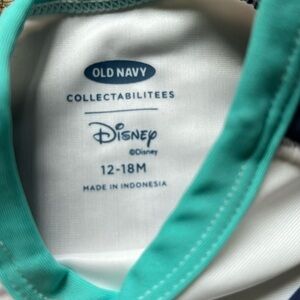 OLD NAVY
COLLECTABILITEES
Disney
©Disney
12-18M
MADE IN INDONESIA